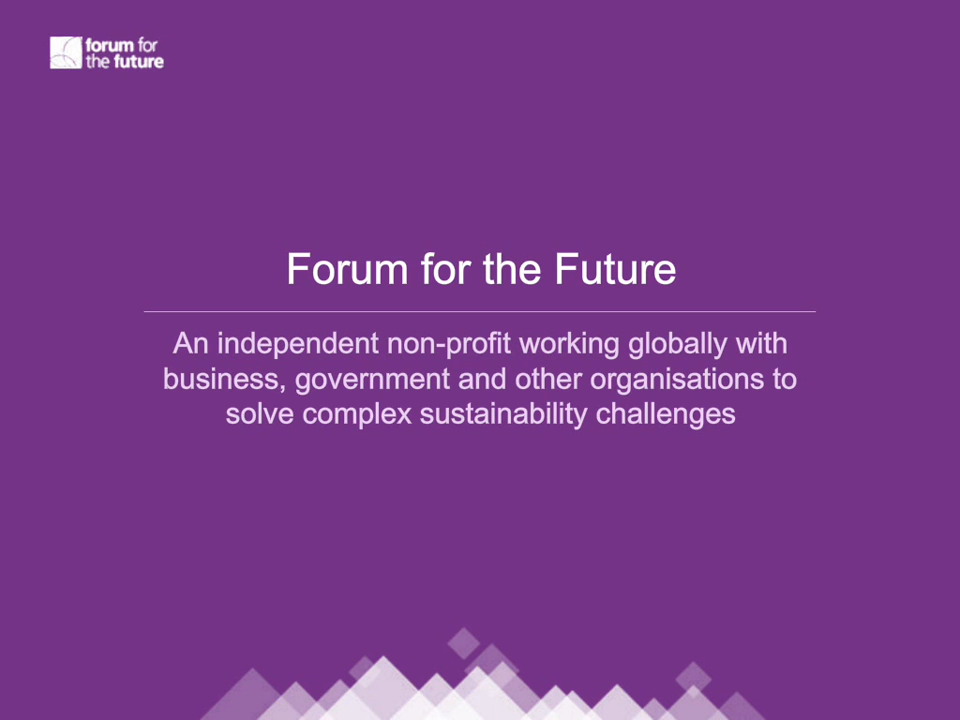 forum for
the future
Forum for the Future
An independent non-profit working globally with
business, government and other organisations to
solve complex sustainability challenges